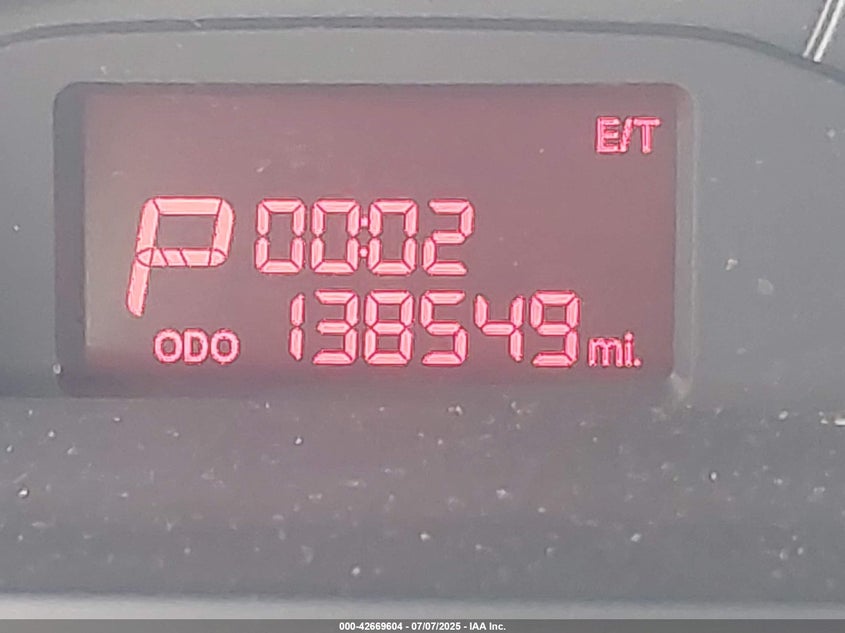 E/T
P 00:02
ODO 138549 mi.
000-42669604 - 07/07/2025 - IAA Inc.